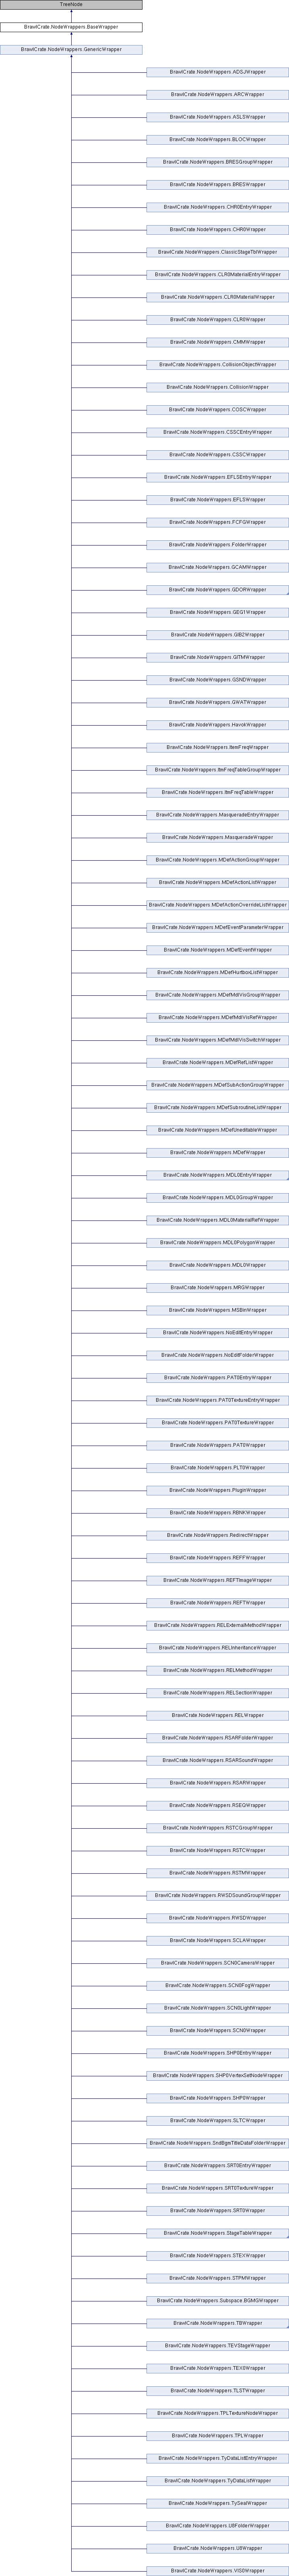 TreeNode
BrawlCrate.NodeWrappers.BaseWrapper
BrawlCrate.NodeWrappers.GenericWrapper
BrawlCrate.NodeWrappers.ADSJWrapper
BrawlCrate.NodeWrappers.ARCWrapper
BrawlCrate.NodeWrappers.ASLSWrapper
BrawlCrate.NodeWrappers.BLOCWrapper
BrawlCrate.NodeWrappers.BRESGroupWrapper
BrawlCrate.NodeWrappers.BRESWrapper
BrawlCrate.NodeWrappers.CHR0EntryWrapper
BrawlCrate.NodeWrappers.CHR0Wrapper
BrawlCrate.NodeWrappers.ClassicStageTblWrapper
BrawlCrate.NodeWrappers.CLR0MaterialEntryWrapper
BrawlCrate.NodeWrappers.CLR0MaterialWrapper
BrawlCrate.NodeWrappers.CLR0Wrapper
BrawlCrate.NodeWrappers.CMMWrapper
BrawlCrate.NodeWrappers.CollisionObjectWrapper
BrawlCrate.NodeWrappers.CollisionWrapper
BrawlCrate.NodeWrappers.COSCWrapper
BrawlCrate.NodeWrappers.CSSCEntryWrapper
BrawlCrate.NodeWrappers.CSSCWrapper
BrawlCrate.NodeWrappers.EFLSEntryWrapper
BrawlCrate.NodeWrappers.EFLSWrapper
BrawlCrate.NodeWrappers.FCFGWrapper
BrawlCrate.NodeWrappers.FolderWrapper
BrawlCrate.NodeWrappers.GCAMWrapper
BrawlCrate.NodeWrappers.GDORWrapper
BrawlCrate.NodeWrappers.GEG1Wrapper
BrawlCrate.NodeWrappers.GIB2Wrapper
BrawlCrate.NodeWrappers.GITMWrapper
BrawlCrate.NodeWrappers.GSNDWrapper
BrawlCrate.NodeWrappers.GWATWrapper
BrawlCrate.NodeWrappers.HavokWrapper
BrawlCrate.NodeWrappers.ItemFreqWrapper
BrawlCrate.NodeWrappers.ItmFreqTableGroupWrapper
BrawlCrate.NodeWrappers.ItmFreqTableWrapper
BrawlCrate.NodeWrappers.MasqueradeEntryWrapper
BrawlCrate.NodeWrappers.MasqueradeWrapper
BrawlCrate.NodeWrappers.MDefActionGroupWrapper
BrawlCrate.NodeWrappers.MDefActionListWrapper
BrawlCrate.NodeWrappers.MDefActionOverrideListWrapper
BrawlCrate.NodeWrappers.MDefEventParameterWrapper
BrawlCrate.NodeWrappers.MDefEventWrapper
BrawlCrate.NodeWrappers.MDefHurtboxListWrapper
BrawlCrate.NodeWrappers.MDefMdlVisGroupWrapper
BrawlCrate.NodeWrappers.MDefMdlVisRefWrapper
BrawlCrate.NodeWrappers.MDefMdlVisSwitchWrapper
BrawlCrate.NodeWrappers.MDefRefListWrapper
BrawlCrate.NodeWrappers.MDefSubActionGroupWrapper
BrawlCrate.NodeWrappers.MDefSubroutineListWrapper
BrawlCrate.NodeWrappers.MDefUneditableWrapper
BrawlCrate.NodeWrappers.MDefWrapper
BrawlCrate.NodeWrappers.MDL0EntryWrapper
BrawlCrate.NodeWrappers.MDL0GroupWrapper
BrawlCrate.NodeWrappers.MDL0MaterialRefWrapper
BrawlCrate.NodeWrappers.MDL0PolygonWrapper
BrawlCrate.NodeWrappers.MDL0Wrapper
BrawlCrate.NodeWrappers.MRGWrapper
BrawlCrate.NodeWrappers.MSBinWrapper
BrawlCrate.NodeWrappers.NoEditEntryWrapper
BrawlCrate.NodeWrappers.NoEditFolderWrapper
BrawlCrate.NodeWrappers.PAT0EntryWrapper
BrawlCrate.NodeWrappers.PAT0TextureEntryWrapper
BrawlCrate.NodeWrappers.PAT0TextureWrapper
BrawlCrate.NodeWrappers.PAT0Wrapper
BrawlCrate.NodeWrappers.PLT0Wrapper
BrawlCrate.NodeWrappers.PluginWrapper
BrawlCrate.NodeWrappers.RBNKWrapper
BrawlCrate.NodeWrappers.RedirectWrapper
BrawlCrate.NodeWrappers.REFFWrapper
BrawlCrate.NodeWrappers.REFTImageWrapper
BrawlCrate.NodeWrappers.REFTWrapper
BrawlCrate.NodeWrappers.RELExternalMethodWrapper
BrawlCrate.NodeWrappers.RELInheritanceWrapper
BrawlCrate.NodeWrappers.RELMethodWrapper
BrawlCrate.NodeWrappers.RELSectionWrapper
BrawlCrate.NodeWrappers.RELWrapper
BrawlCrate.NodeWrappers.RSARFolderWrapper
BrawlCrate.NodeWrappers.RSARSoundWrapper
BrawlCrate.NodeWrappers.RSARWrapper
BrawlCrate.NodeWrappers.RSEQWrapper
BrawlCrate.NodeWrappers.RSTCGroupWrapper
BrawlCrate.NodeWrappers.RSTCWrapper
BrawlCrate.NodeWrappers.RSTMWrapper
BrawlCrate.NodeWrappers.RWSDSoundGroupWrapper
BrawlCrate.NodeWrappers.RWSDWrapper
BrawlCrate.NodeWrappers.SCLAWrapper
BrawlCrate.NodeWrappers.SCN0CameraWrapper
BrawlCrate.NodeWrappers.SCN0FogWrapper
BrawlCrate.NodeWrappers.SCN0LightWrapper
BrawlCrate.NodeWrappers.SCN0Wrapper
BrawlCrate.NodeWrappers.SHP0EntryWrapper
BrawlCrate.NodeWrappers.SHP0VertexSetNodeWrapper
BrawlCrate.NodeWrappers.SHP0Wrapper
BrawlCrate.NodeWrappers.SLTCWrapper
BrawlCrate.NodeWrappers.SndBgmTitleDataFolderWrapper
BrawlCrate.NodeWrappers.SRT0EntryWrapper
BrawlCrate.NodeWrappers.SRT0TextureWrapper
BrawlCrate.NodeWrappers.SRT0Wrapper
BrawlCrate.NodeWrappers.StageTableWrapper
BrawlCrate.NodeWrappers.STEXWrapper
BrawlCrate.NodeWrappers.STPMWrapper
BrawlCrate.NodeWrappers.Subspace.BGMGWrapper
BrawlCrate.NodeWrappers.TBWrapper
BrawlCrate.NodeWrappers.TEVStageWrapper
BrawlCrate.NodeWrappers.TEX0Wrapper
BrawlCrate.NodeWrappers.TLSTWrapper
BrawlCrate.NodeWrappers.TPLTextureNodeWrapper
BrawlCrate.NodeWrappers.TPLWrapper
BrawlCrate.NodeWrappers.TyDataListEntryWrapper
BrawlCrate.NodeWrappers.TyDataListWrapper
BrawlCrate.NodeWrappers.TySealWrapper
BrawlCrate.NodeWrappers.U8FolderWrapper
BrawlCrate.NodeWrappers.U8Wrapper
BrawlCrate.NodeWrappers.VIS0Wrapper